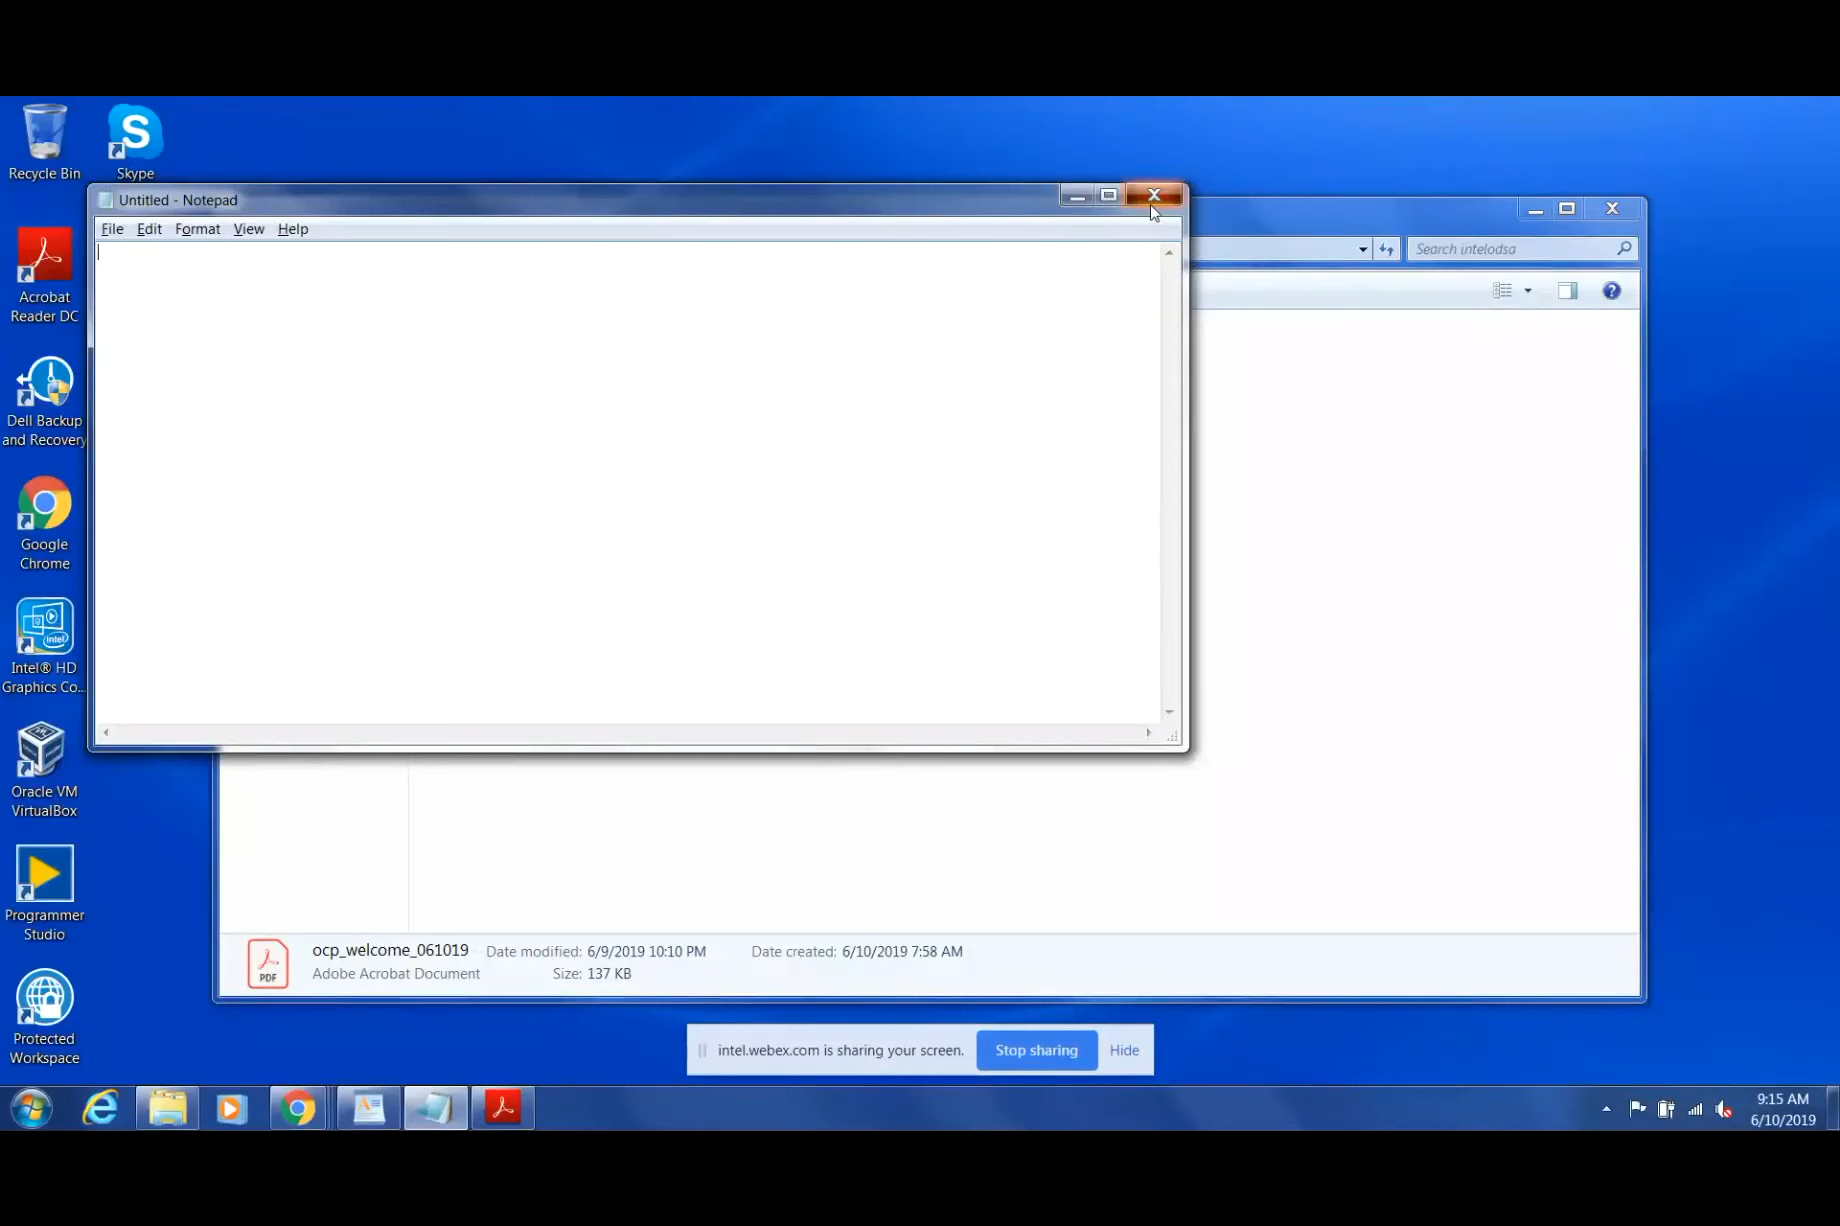 Recycle Bin
Skype
Untitled - Notepad
File Edit Format View Help
Search intelodsa
Acrobat
Reader DC
Dell Backup
and Recovery
Google
Chrome
intel
Intel® HD
Graphics Co...
Oracle VM
VirtualBox
Programmer
Studio
Protected
Workspace
PDF
ocp_welcome_061019 Date modified: 6/9/2019 10:10 PM Date created: 6/10/2019 7:58 AM
Adobe Acrobat Document Size: 137 KB
intel.webex.com is sharing your screen. Stop sharing Hide
9:15 AM
6/10/2019